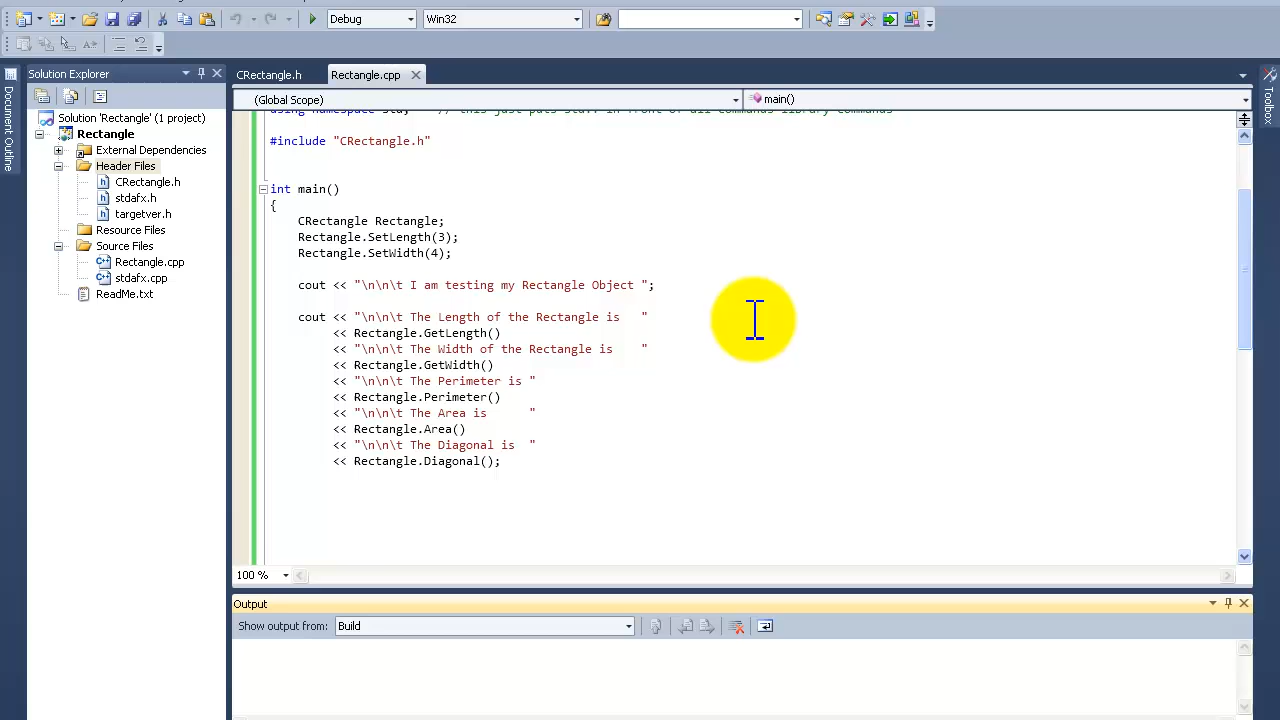 Debug
Win32
Solution Explorer
CRectangle.h
Rectangle.cpp
Document Outline
Toolbox
(Global Scope)
main()
Solution 'Rectangle' (1 project)
Rectangle
External Dependencies
Header Files
CRectangle.h
stdafx.h
targetver.h
Resource Files
Source Files
Rectangle.cpp
stdafx.cpp
ReadMe.txt
#include "CRectangle.h"
int main()
{
CRectangle Rectangle;
Rectangle.SetLength(3);
Rectangle.SetWidth(4);
cout << "\n\n\t I am testing my Rectangle Object ";
cout << "\n\n\t The Length of the Rectangle is   "
<< Rectangle.GetLength()
<< "\n\n\t The Width of the Rectangle is    "
<< Rectangle.GetWidth()
<< "\n\n\t The Perimeter is "
<< Rectangle.Perimeter()
<< "\n\n\t The Area is      "
<< Rectangle.Area()
<< "\n\n\t The Diagonal is  "
<< Rectangle.Diagonal();
100 %
Output
Show output from:
Build